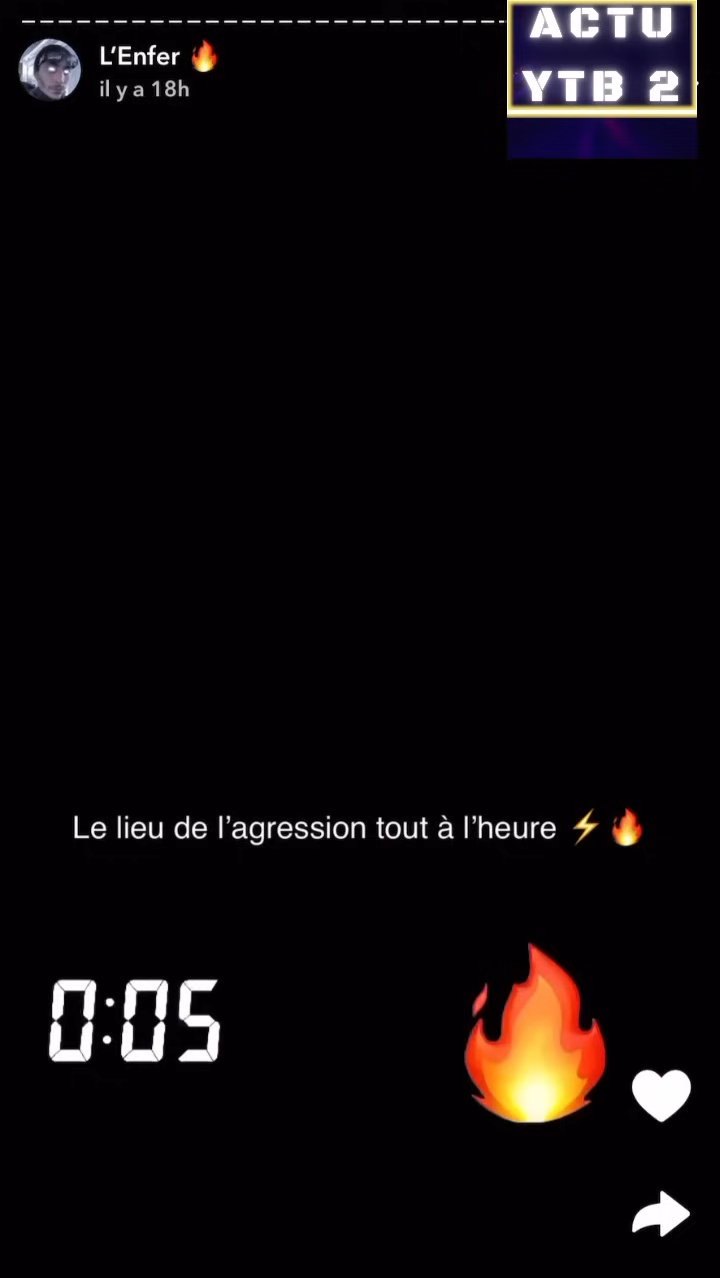 ACTU
YTB 2
L’Enfer 🔥
il y a 18h
Le lieu de l’agression tout à l’heure ⚡🔥
0:05